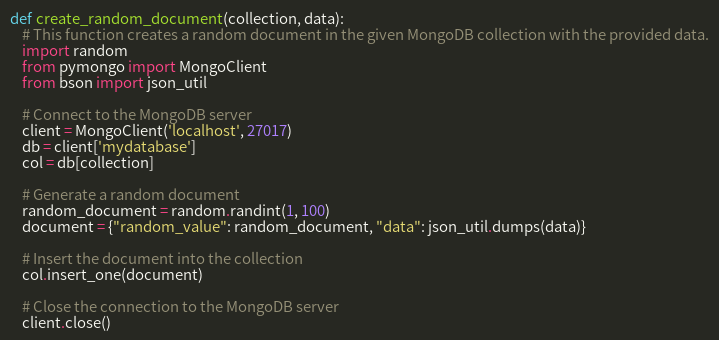 def create_random_document(collection, data):
# This function creates a random document in the given MongoDB collection with the provided data.
import random
from pymongo import MongoClient
from bson import json_util
# Connect to the MongoDB server
client = MongoClient('localhost', 27017)
db = client['mydatabase']
col = db[collection]
# Generate a random document
random_document = random.randint(1, 100)
document = {"random_value": random_document, "data": json_util.dumps(data)}
# Insert the document into the collection
col.insert_one(document)
# Close the connection to the MongoDB server
client.close()